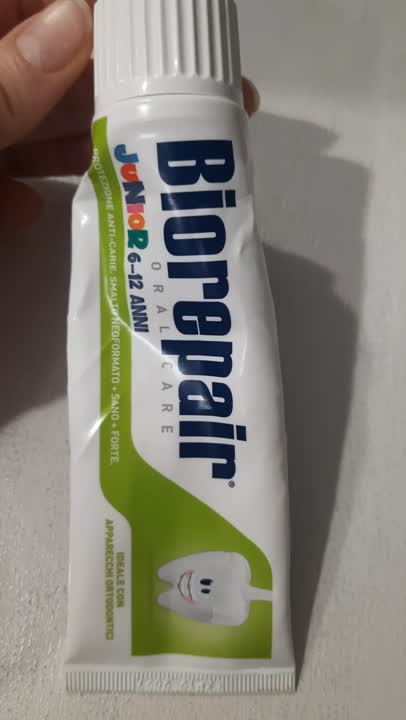 Biorepair®
ORAL CARE
JUNIOR 6-12 ANNI
PROTEZIONE ANTI-CARIE. SMALTO NEOFORMATO + SANO + FORTE.
IDEALE CON
APPARECCHI ORTODONTICI